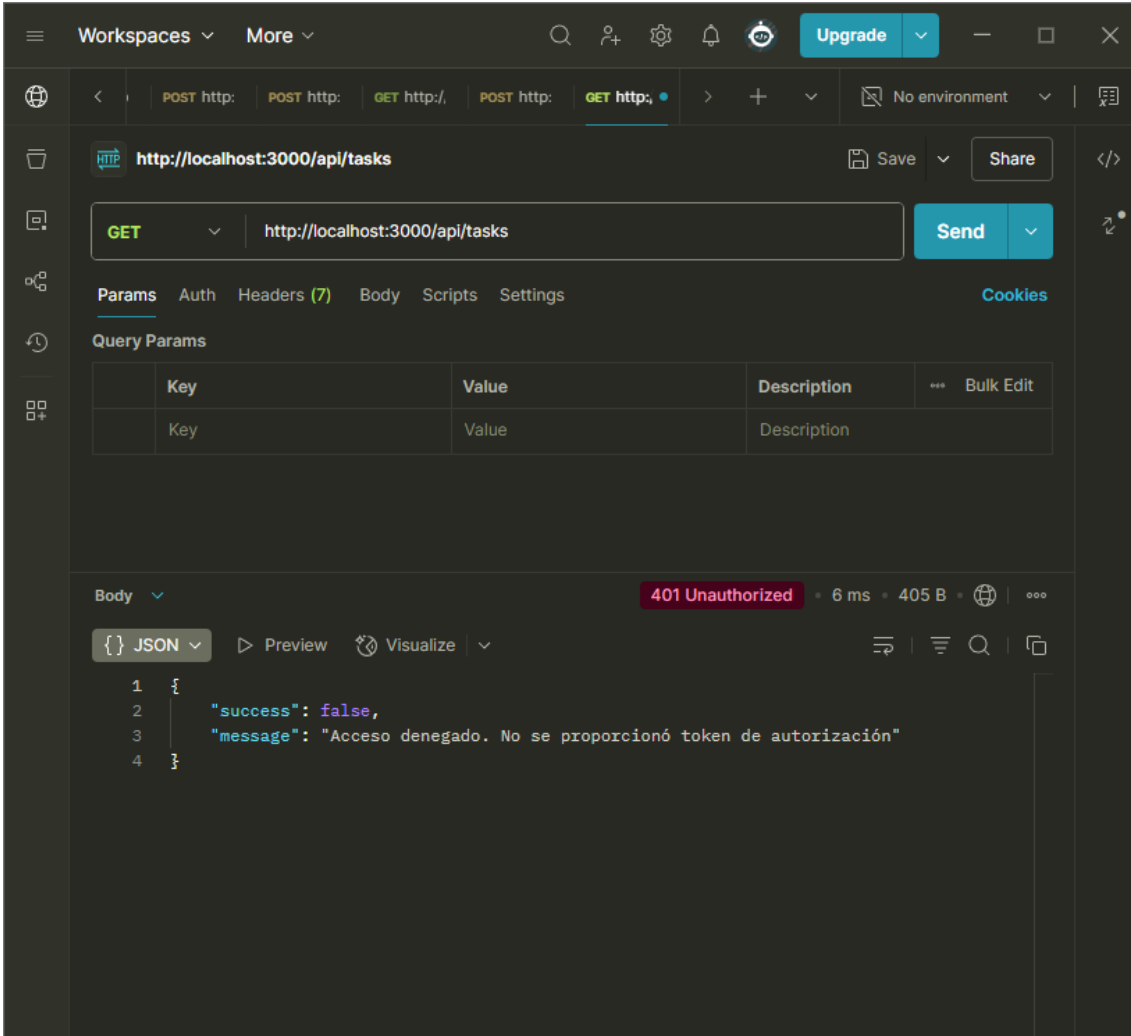 Workspaces More Upgrade
POST http: POST http: GET http:/, POST http: GET http:, No environment
HTTP http://localhost:3000/api/tasks Save Share
GET http://localhost:3000/api/tasks Send
Params Auth Headers (7) Body Scripts Settings Cookies
Query Params
Key Value Description Bulk Edit
Key Value Description
Body 401 Unauthorized • 6 ms • 405 B •
{} JSON Preview Visualize
1 {
2 "success": false,
3 "message": "Acceso denegado. No se proporcionó token de autorización"
4 }